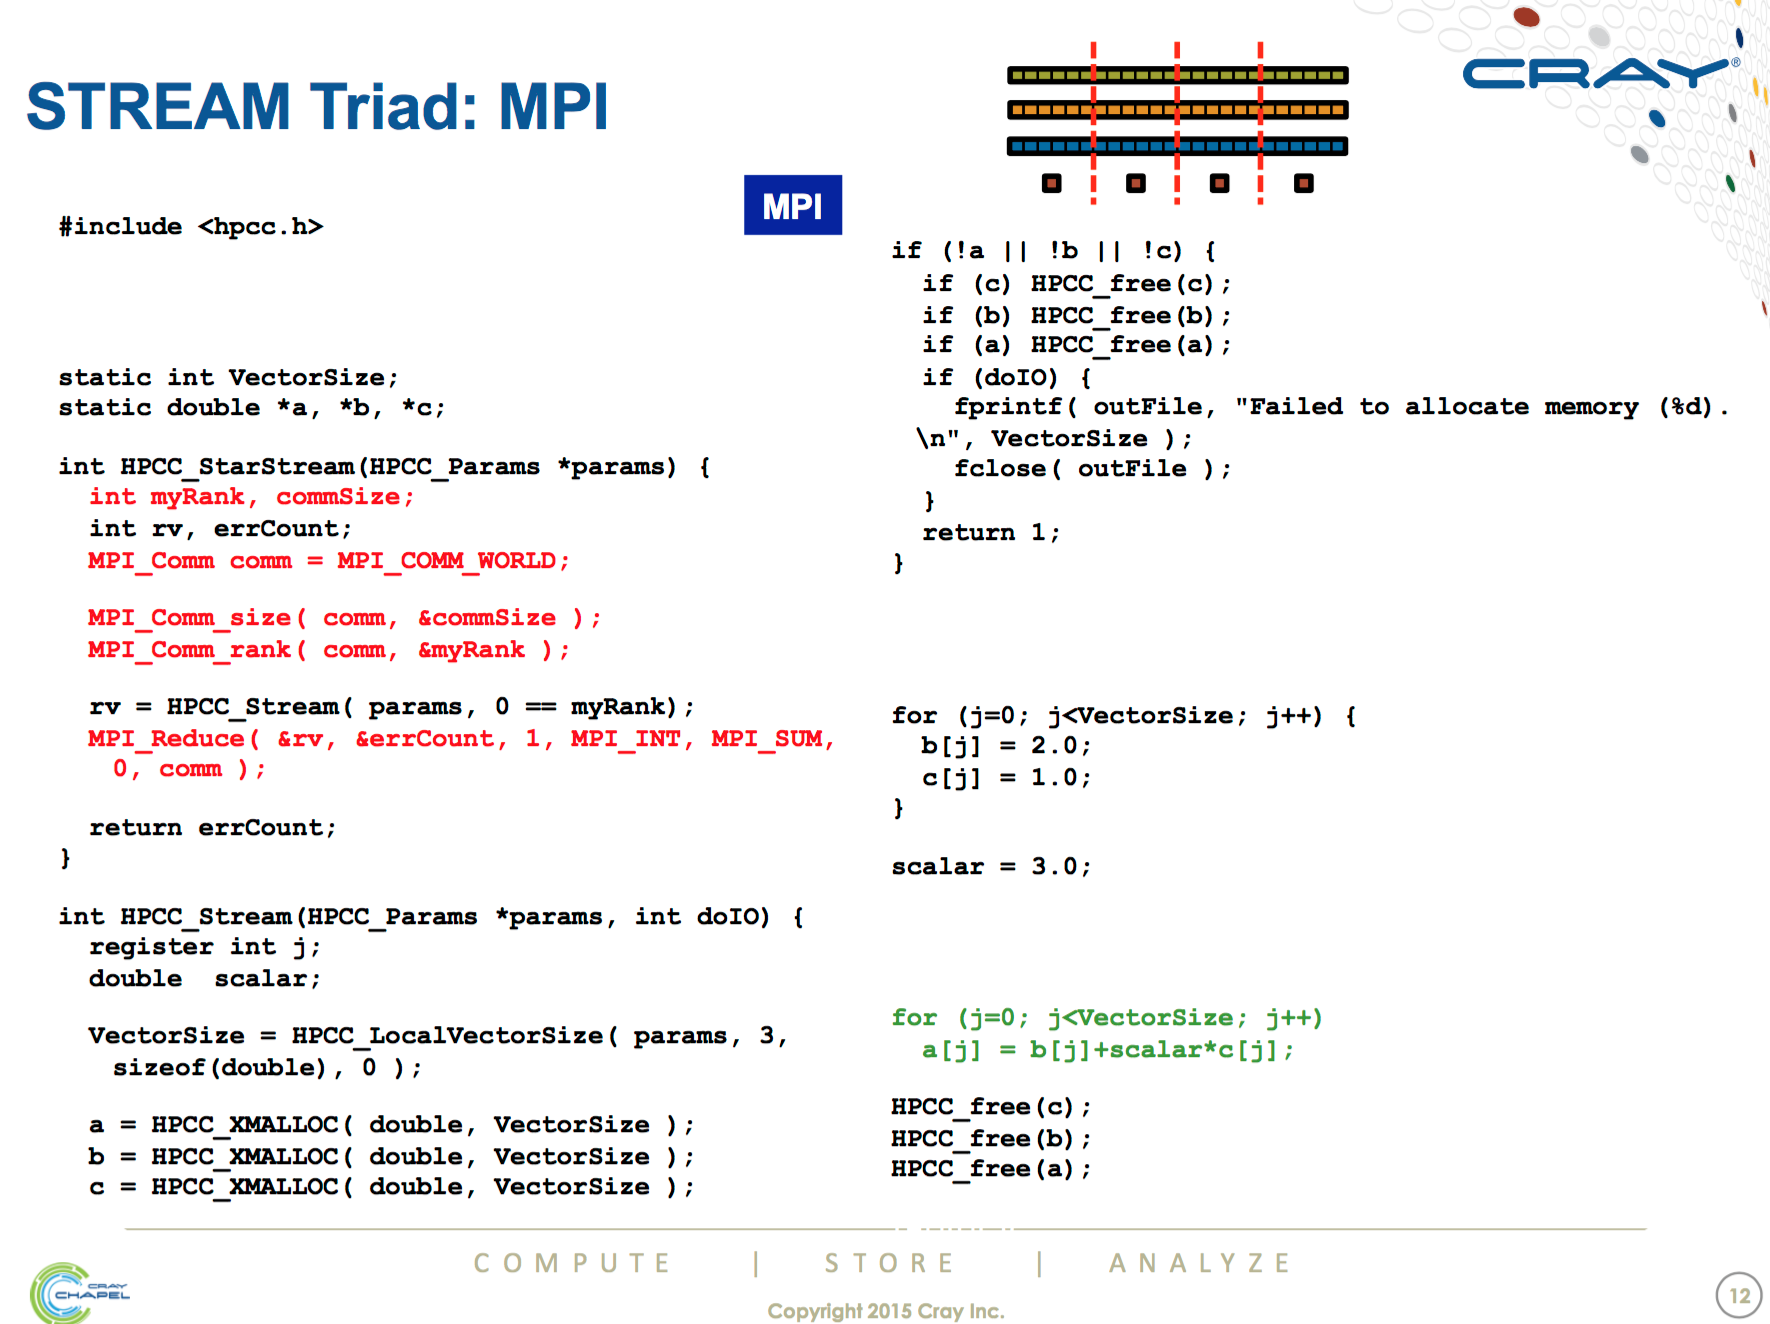 STREAM Triad: MPI
CRAY®
MPI
#include <hpcc.h>
static int VectorSize;
static double *a, *b, *c;
int HPCC_StarStream(HPCC_Params *params) {
int myRank, commSize;
int rv, errCount;
MPI_Comm comm = MPI_COMM_WORLD;
MPI_Comm_size( comm, &commSize );
MPI_Comm_rank( comm, &myRank );
rv = HPCC_Stream( params, 0 == myRank);
MPI_Reduce( &rv, &errCount, 1, MPI_INT, MPI_SUM,
0, comm );
return errCount;
}
int HPCC_Stream(HPCC_Params *params, int doIO) {
register int j;
double  scalar;
VectorSize = HPCC_LocalVectorSize( params, 3,
sizeof(double), 0 );
a = HPCC_XMALLOC( double, VectorSize );
b = HPCC_XMALLOC( double, VectorSize );
c = HPCC_XMALLOC( double, VectorSize );
if (!a || !b || !c) {
if (c) HPCC_free(c);
if (b) HPCC_free(b);
if (a) HPCC_free(a);
if (doIO) {
fprintf( outFile, "Failed to allocate memory (%d).
\n", VectorSize );
fclose( outFile );
}
return 1;
}
for (j=0; j<VectorSize; j++) {
b[j] = 2.0;
c[j] = 1.0;
}
scalar = 3.0;
for (j=0; j<VectorSize; j++)
a[j] = b[j]+scalar*c[j];
HPCC_free(c);
HPCC_free(b);
HPCC_free(a);
COMPUTE | STORE | ANALYZE
CRAY
CHAPEL
Copyright 2015 Cray Inc.
12